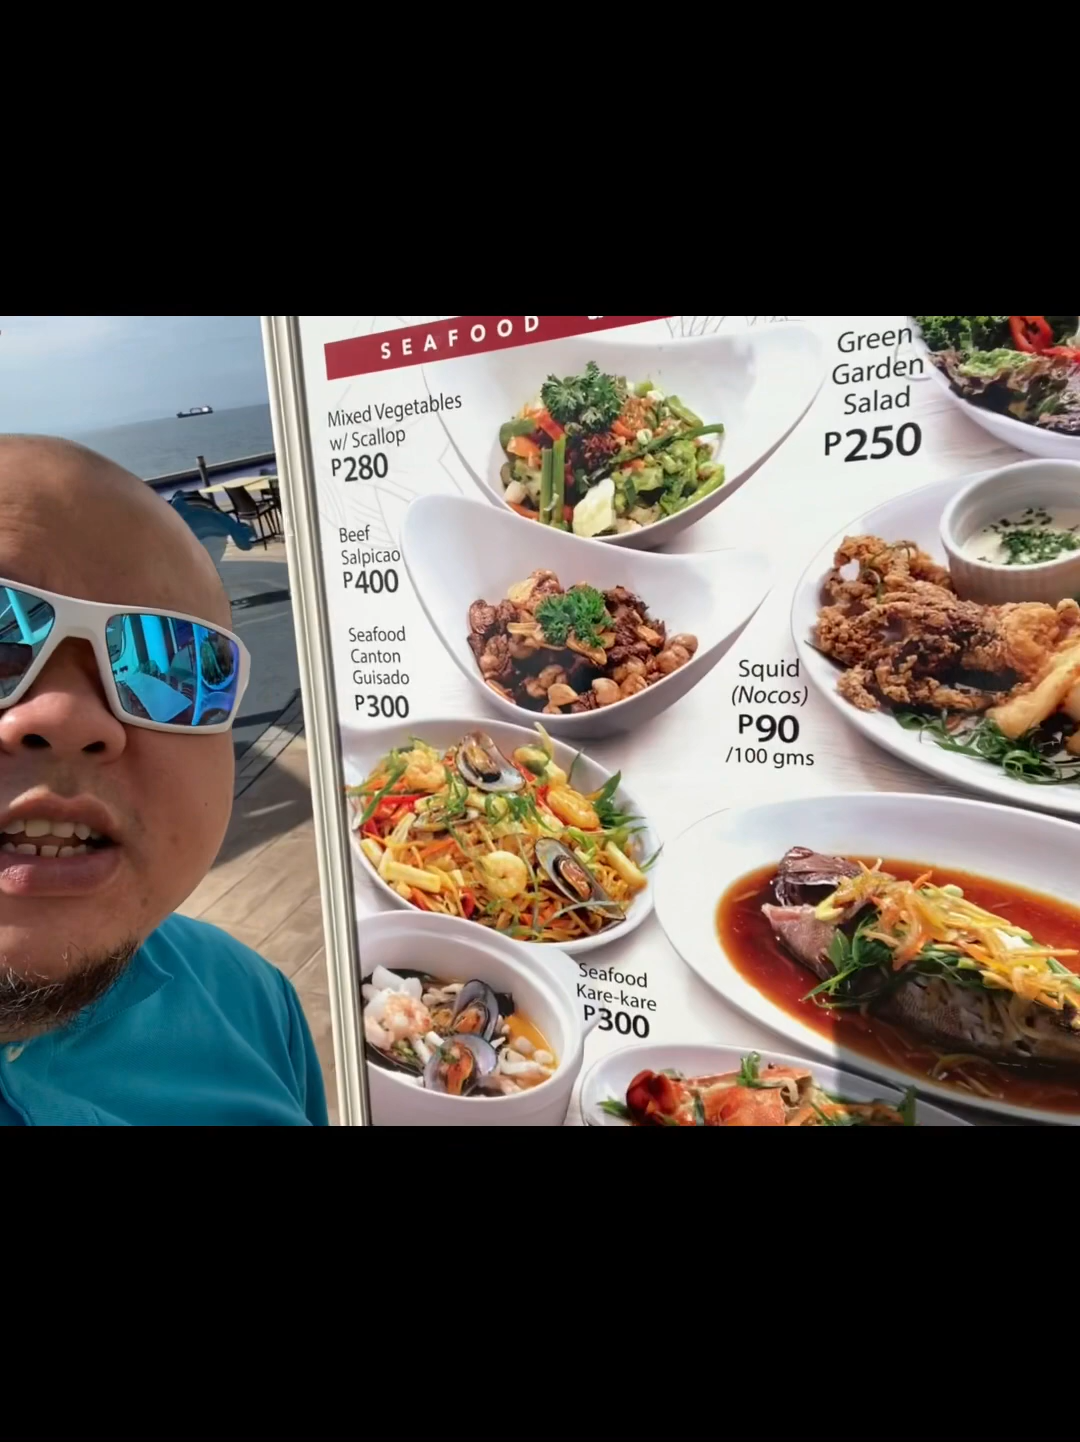 SEAFOOD
Mixed Vegetables
w/ Scallop
P280
Beef
Salpicao
P400
Seafood
Canton
Guisado
P300
Seafood
Kare-kare
P300
Green
Garden
Salad
P250
Squid
(Nocos)
P90
/100 gms